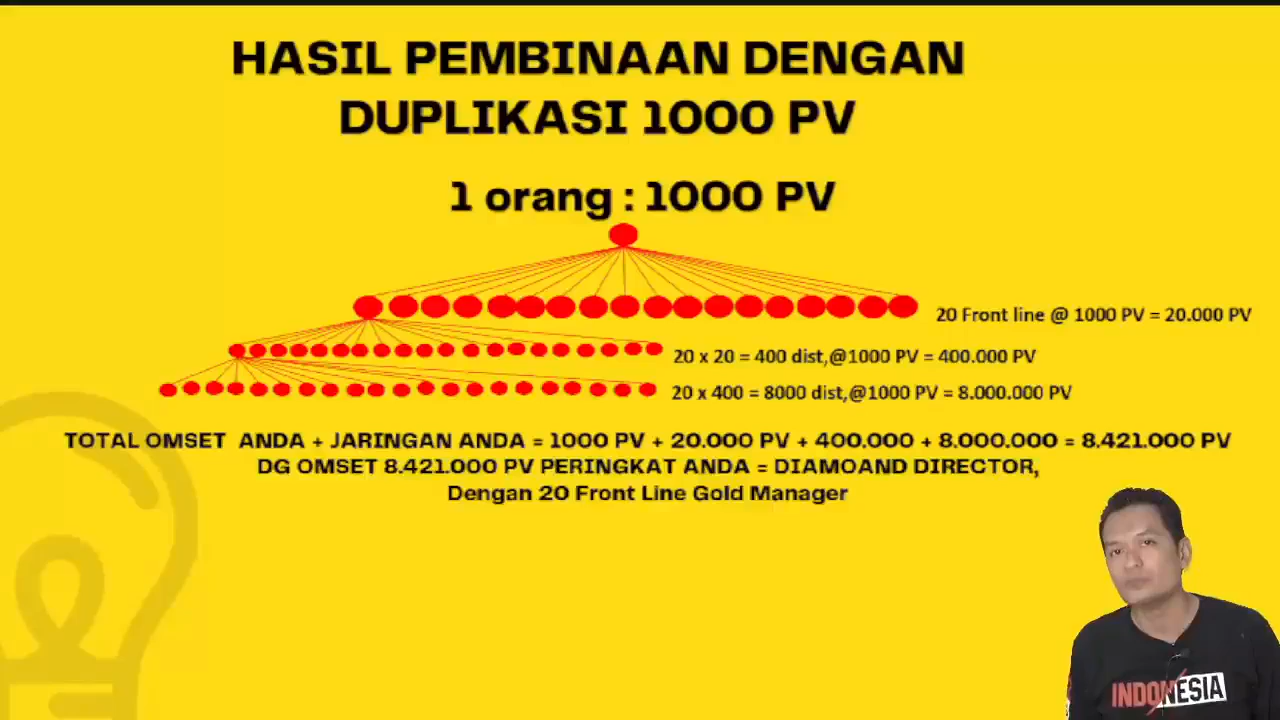 HASIL PEMBINAAN DENGAN
DUPLIKASI 1000 PV
1 orang : 1000 PV
20 Front line @ 1000 PV = 20.000 PV
20 x 20 = 400 dist,@1000 PV = 400.000 PV
20 x 400 = 8000 dist,@1000 PV = 8.000.000 PV
TOTAL OMSET ANDA + JARINGAN ANDA = 1000 PV + 20.000 PV + 400.000 + 8.000.000 = 8.421.000 PV
DG OMSET 8.421.000 PV PERINGKAT ANDA = DIAMOAND DIRECTOR,
Dengan 20 Front Line Gold Manager
INDONESIA